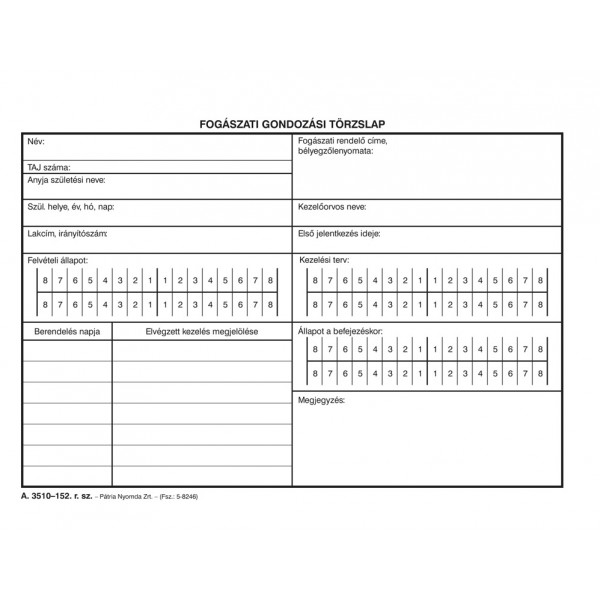 FOGÁSZATI GONDOZÁSI TÖRZSLAP
Név:
TAJ száma:
Anyja születési neve:
Fogászati rendelő címe,
bélyegzőlenyomata:
Szül. helye, év, hó, nap:
Kezelőorvos neve:
Lakcím, irányítószám:
Első jelentkezés ideje:
Felvételi állapot:
8 7 6 5 4 3 2 1 1 2 3 4 5 6 7 8
8 7 6 5 4 3 2 1 1 2 3 4 5 6 7 8
Kezelési terv:
8 7 6 5 4 3 2 1 1 2 3 4 5 6 7 8
8 7 6 5 4 3 2 1 1 2 3 4 5 6 7 8
Berendelés napja
Elvégzett kezelés megjelölése
Állapot a befejezéskor:
8 7 6 5 4 3 2 1 1 2 3 4 5 6 7 8
8 7 6 5 4 3 2 1 1 2 3 4 5 6 7 8
Megjegyzés:
A. 3510–152. r. sz. – Pátria Nyomda Zrt. – (Fsz.: 5-8246)